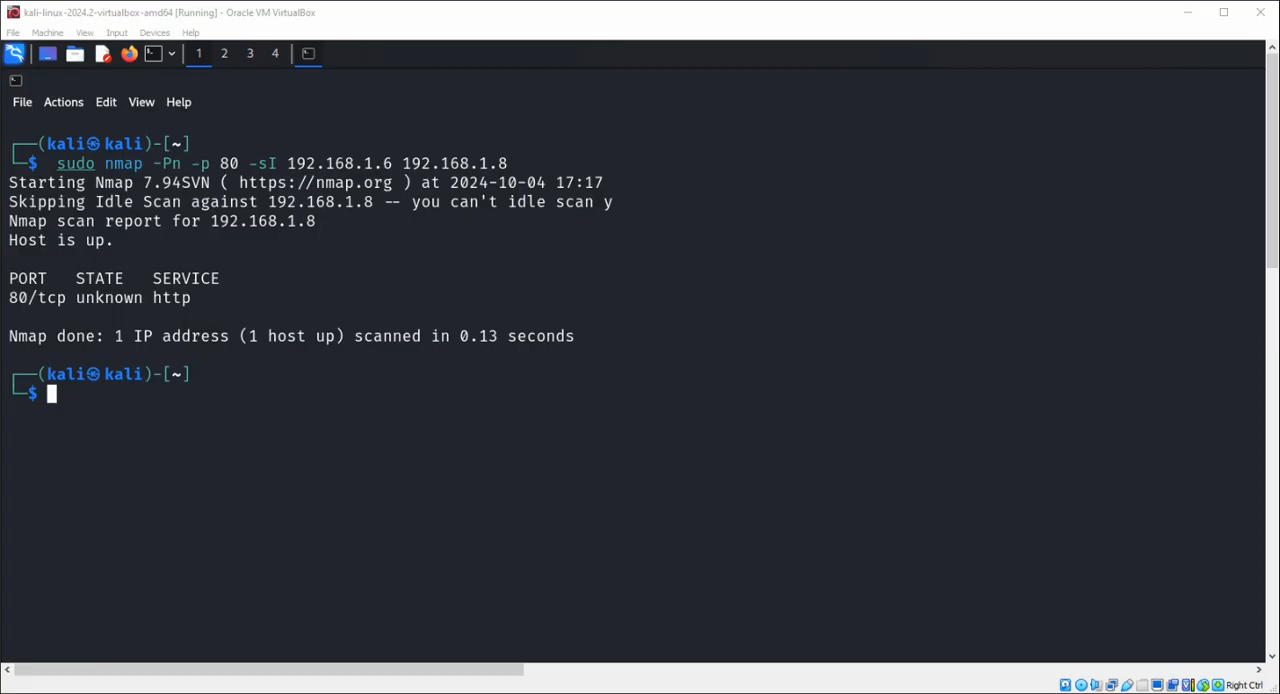 kali-linux-2024.2-virtualbox-amd64 [Running] - Oracle VM VirtualBox
File Machine View Input Devices Help
1 2 3 4
File Actions Edit View Help
┌──(kali㉿kali)-[~]
└─$ sudo nmap -Pn -p 80 -sI 192.168.1.6 192.168.1.8
Starting Nmap 7.94SVN ( https://nmap.org ) at 2024-10-04 17:17
Skipping Idle Scan against 192.168.1.8 -- you can't idle scan y
Nmap scan report for 192.168.1.8
Host is up.
PORT STATE SERVICE
80/tcp unknown http
Nmap done: 1 IP address (1 host up) scanned in 0.13 seconds
┌──(kali㉿kali)-[~]
└─$
Right Ctrl